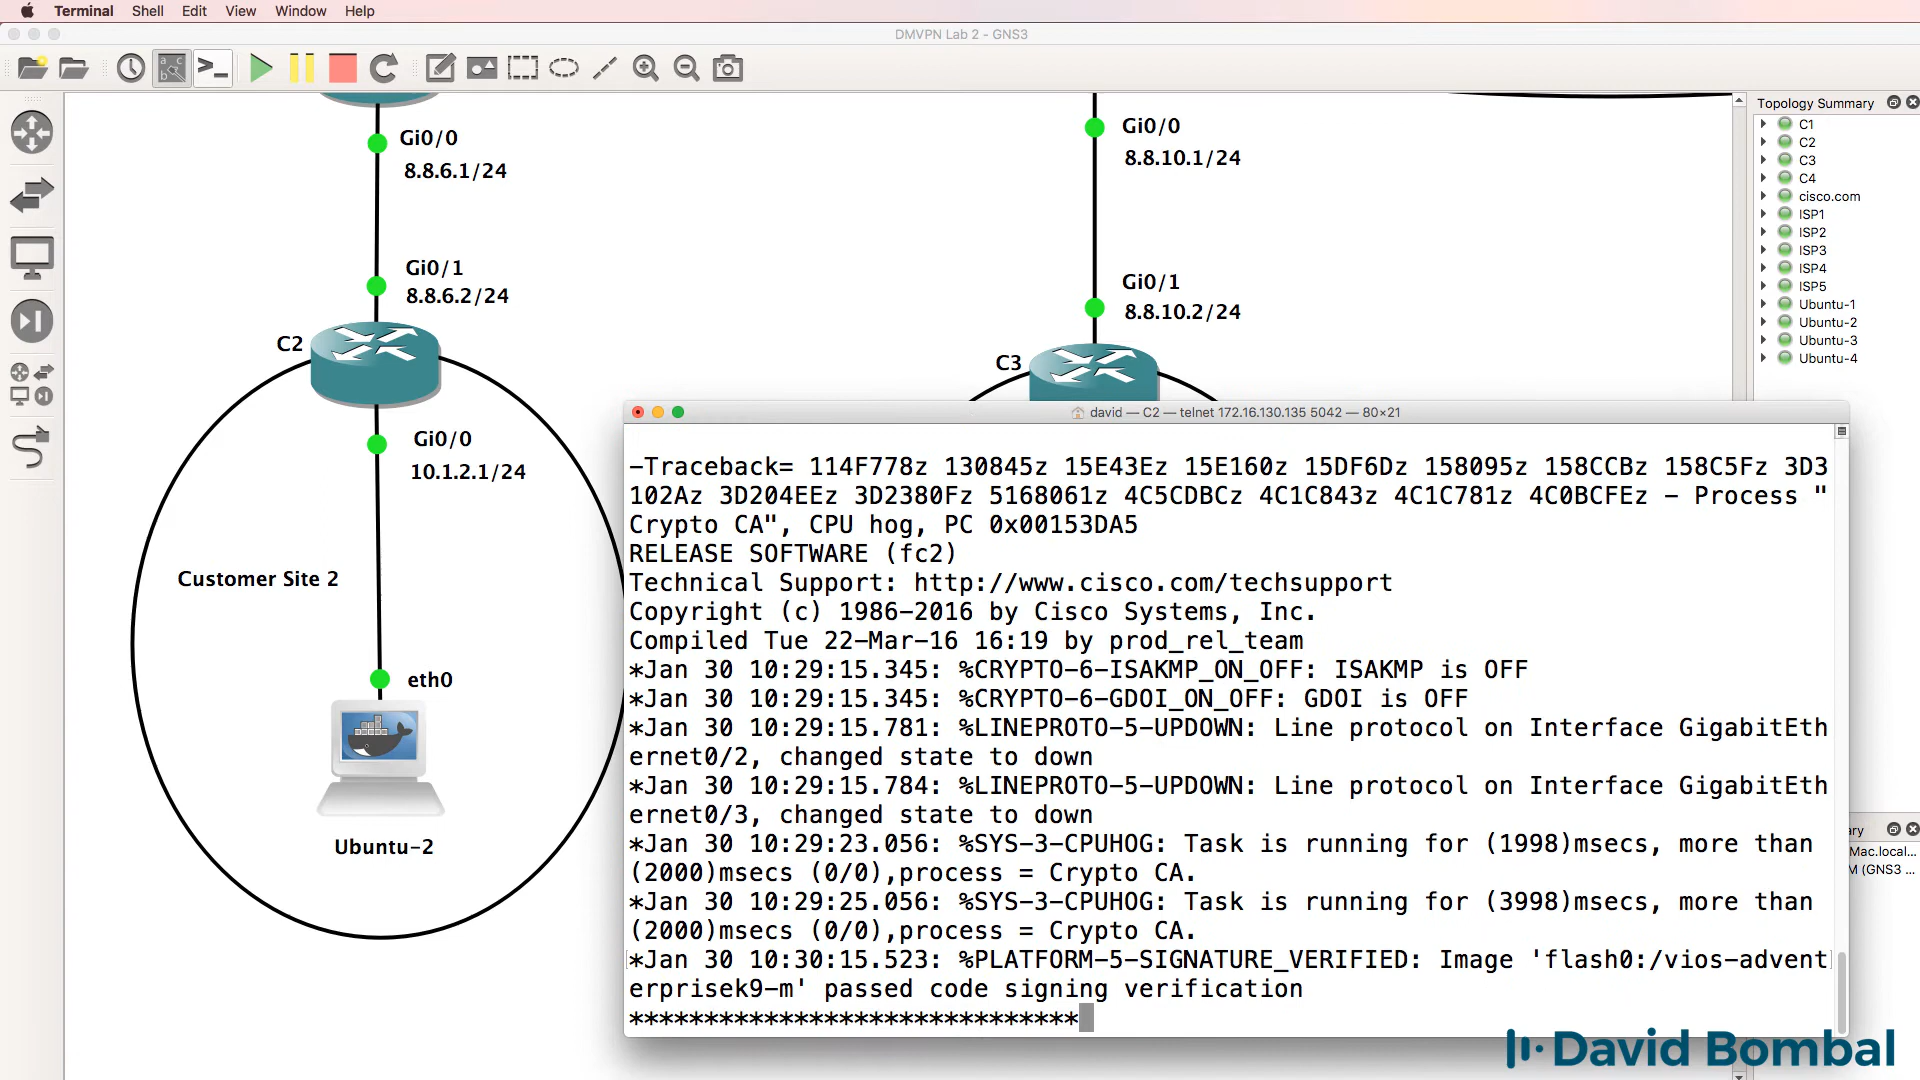 Terminal Shell Edit View Window Help
DMVPN Lab 2 - GNS3
Gi0/0
8.8.6.1/24
Gi0/1
8.8.6.2/24
C2
Gi0/0
10.1.2.1/24
Customer Site 2
eth0
Ubuntu-2
Gi0/0
8.8.10.1/24
Gi0/1
8.8.10.2/24
C3
Topology Summary
C1
C2
C3
C4
cisco.com
ISP1
ISP2
ISP3
ISP4
ISP5
Ubuntu-1
Ubuntu-2
Ubuntu-3
Ubuntu-4
ary
Mac.local...
M (GNS3 ...
david — C2 — telnet 172.16.130.135 5042 — 80×21
-Traceback= 114F778z 130845z 15E43Ez 15E160z 15DF6Dz 158095z 158CCBz 158C5Fz 3D3
102Az 3D204EEz 3D2380Fz 5168061z 4C5CDBCz 4C1C843z 4C1C781z 4C0BCFEz - Process "
Crypto CA", CPU hog, PC 0x00153DA5
RELEASE SOFTWARE (fc2)
Technical Support: http://www.cisco.com/techsupport
Copyright (c) 1986-2016 by Cisco Systems, Inc.
Compiled Tue 22-Mar-16 16:19 by prod_rel_team
*Jan 30 10:29:15.345: %CRYPTO-6-ISAKMP_ON_OFF: ISAKMP is OFF
*Jan 30 10:29:15.345: %CRYPTO-6-GDOI_ON_OFF: GDOI is OFF
*Jan 30 10:29:15.781: %LINEPROTO-5-UPDOWN: Line protocol on Interface GigabitEth
ernet0/2, changed state to down
*Jan 30 10:29:15.784: %LINEPROTO-5-UPDOWN: Line protocol on Interface GigabitEth
ernet0/3, changed state to down
*Jan 30 10:29:23.056: %SYS-3-CPUHOG: Task is running for (1998)msecs, more than
(2000)msecs (0/0),process = Crypto CA.
*Jan 30 10:29:25.056: %SYS-3-CPUHOG: Task is running for (3998)msecs, more than
(2000)msecs (0/0),process = Crypto CA.
*Jan 30 10:30:15.523: %PLATFORM-5-SIGNATURE_VERIFIED: Image 'flash0:/vios-advent
erprisek9-m' passed code signing verification
******************************
David Bombal